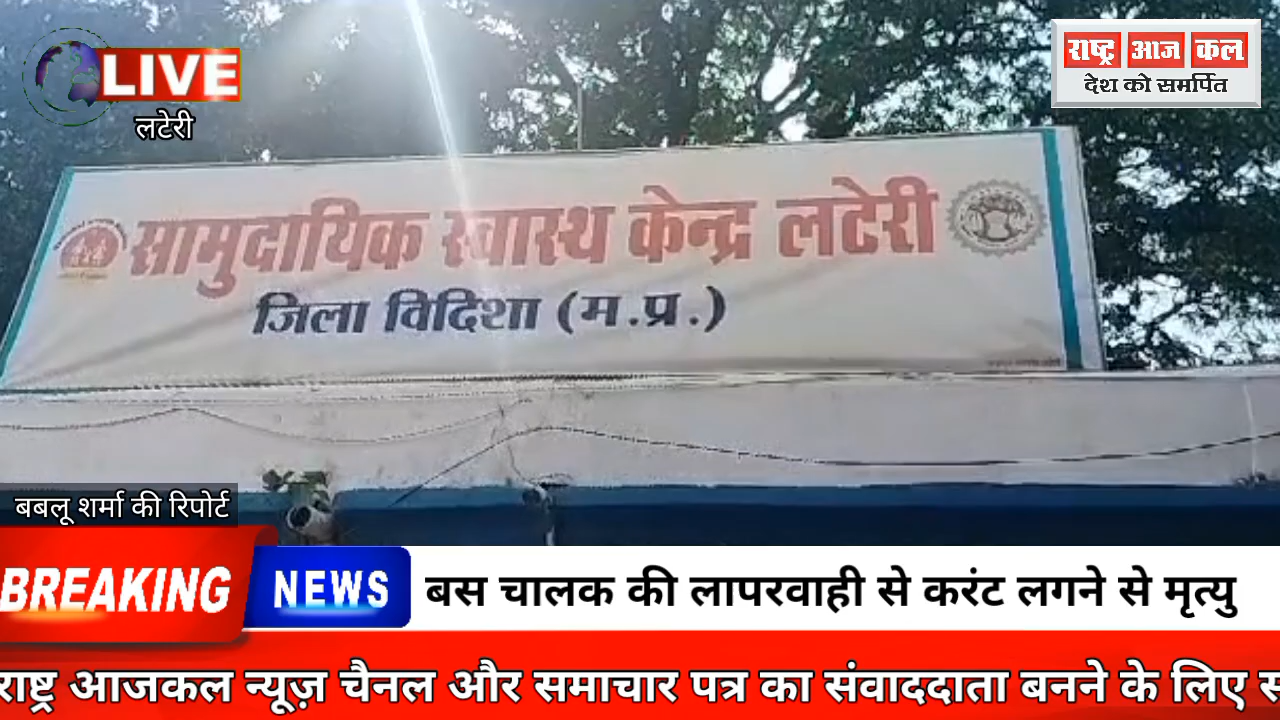 LIVE
लटेरी
राष्ट्र आज कल
देश को समर्पित
सामुदायिक स्वास्थ केन्द्र लटेरी
जिला विदिशा (म.प्र.)
बबलू शर्मा की रिपोर्ट
BREAKING NEWS
बस चालक की लापरवाही से करंट लगने से मृत्यु
राष्ट्र आजकल न्यूज़ चैनल और समाचार पत्र का संवाददाता बनने के लिए